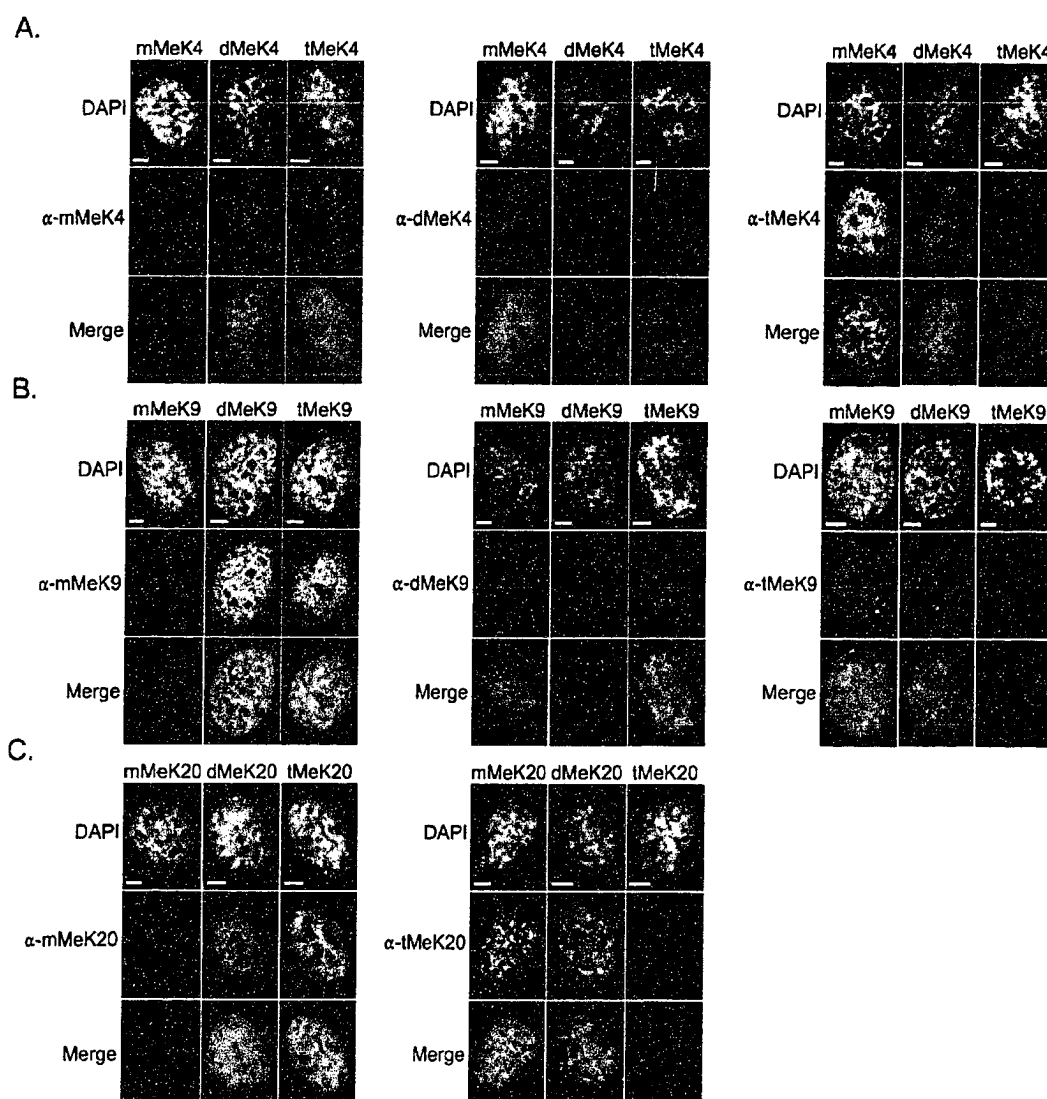 A.
mMeK4 dMeK4 tMeK4
DAPI
α-mMeK4
Merge
mMeK4 dMeK4 tMeK4
DAPI
α-dMeK4
Merge
mMeK4 dMeK4 tMeK4
DAPI
α-tMeK4
Merge
B.
mMeK9 dMeK9 tMeK9
DAPI
α-mMeK9
Merge
mMeK9 dMeK9 tMeK9
DAPI
α-dMeK9
Merge
mMeK9 dMeK9 tMeK9
DAPI
α-tMeK9
Merge
C.
mMeK20 dMeK20 tMeK20
DAPI
α-mMeK20
Merge
mMeK20 dMeK20 tMeK20
DAPI
α-tMeK20
Merge